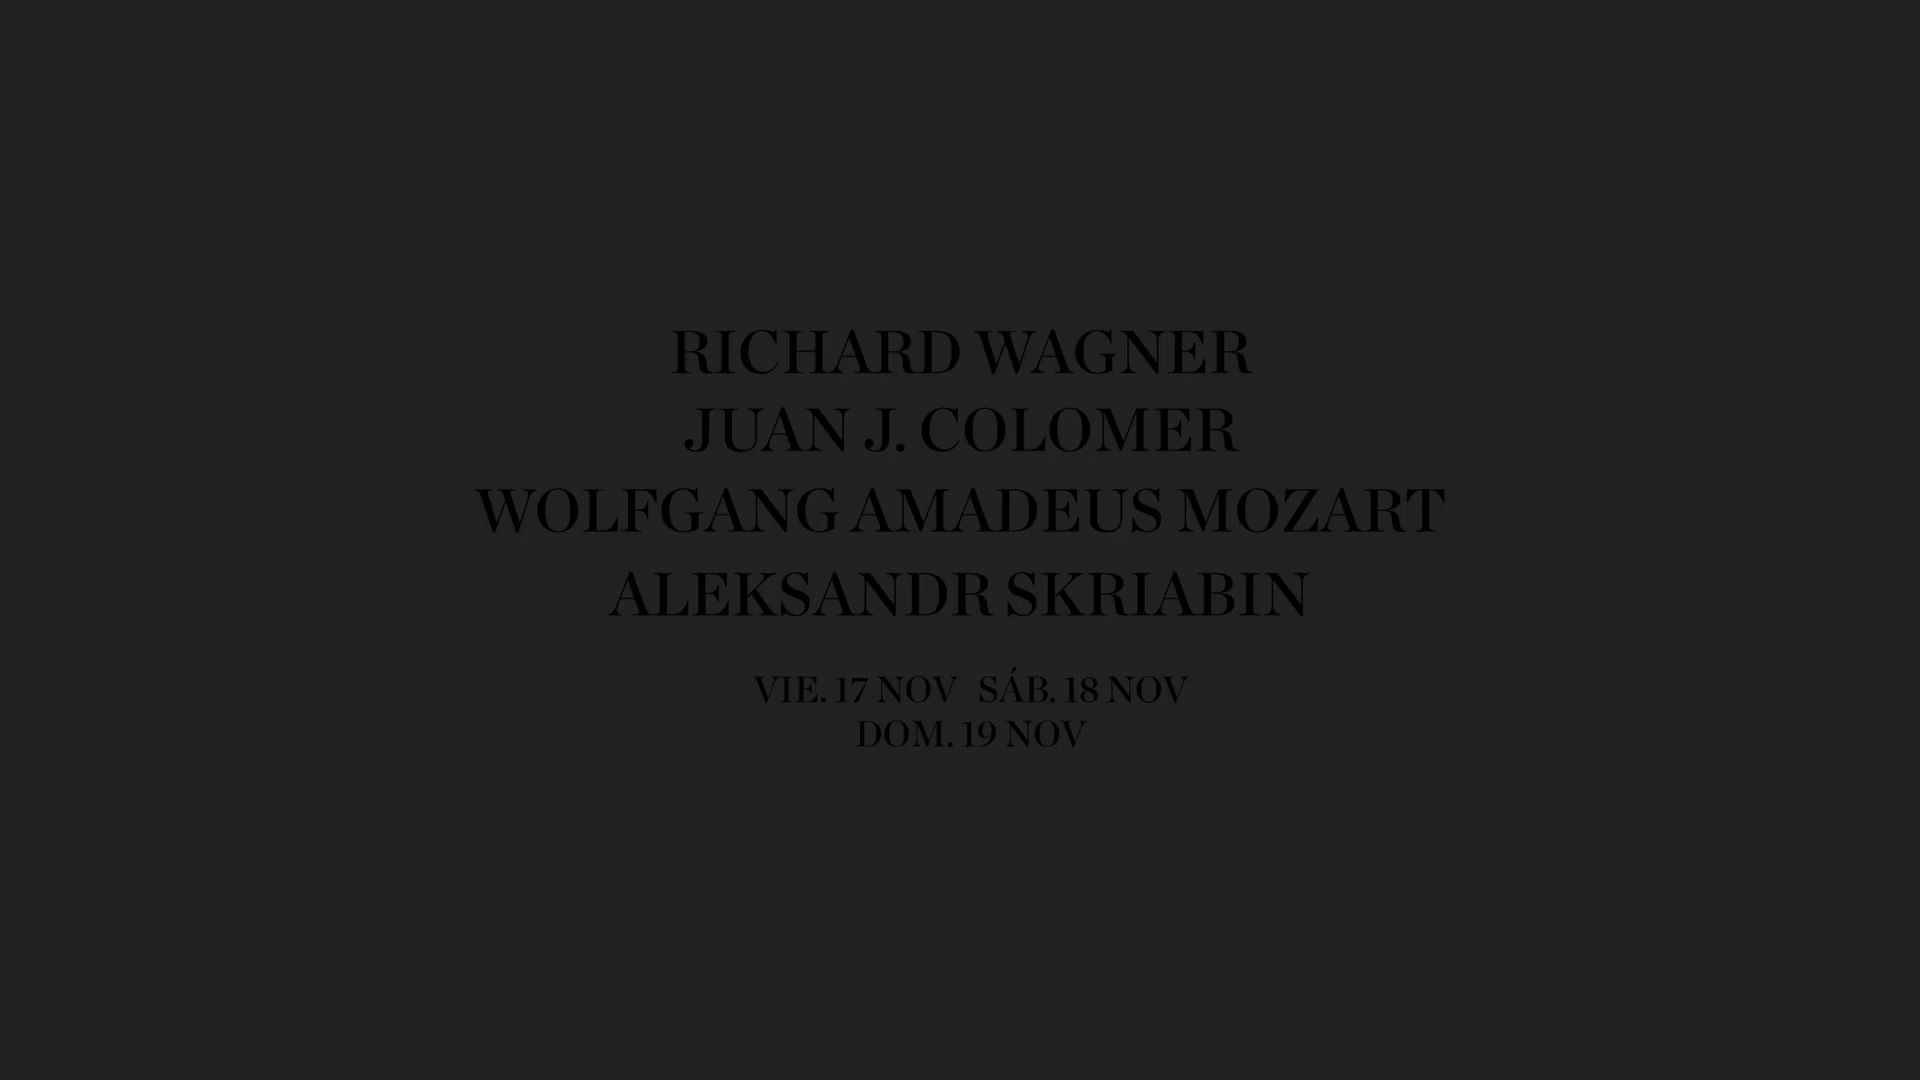 RICHARD WAGNER
JUAN J. COLOMER
WOLFGANG AMADEUS MOZART
ALEKSANDR SKRIABIN
VIE. 17 NOV SÁB. 18 NOV
DOM. 19 NOV